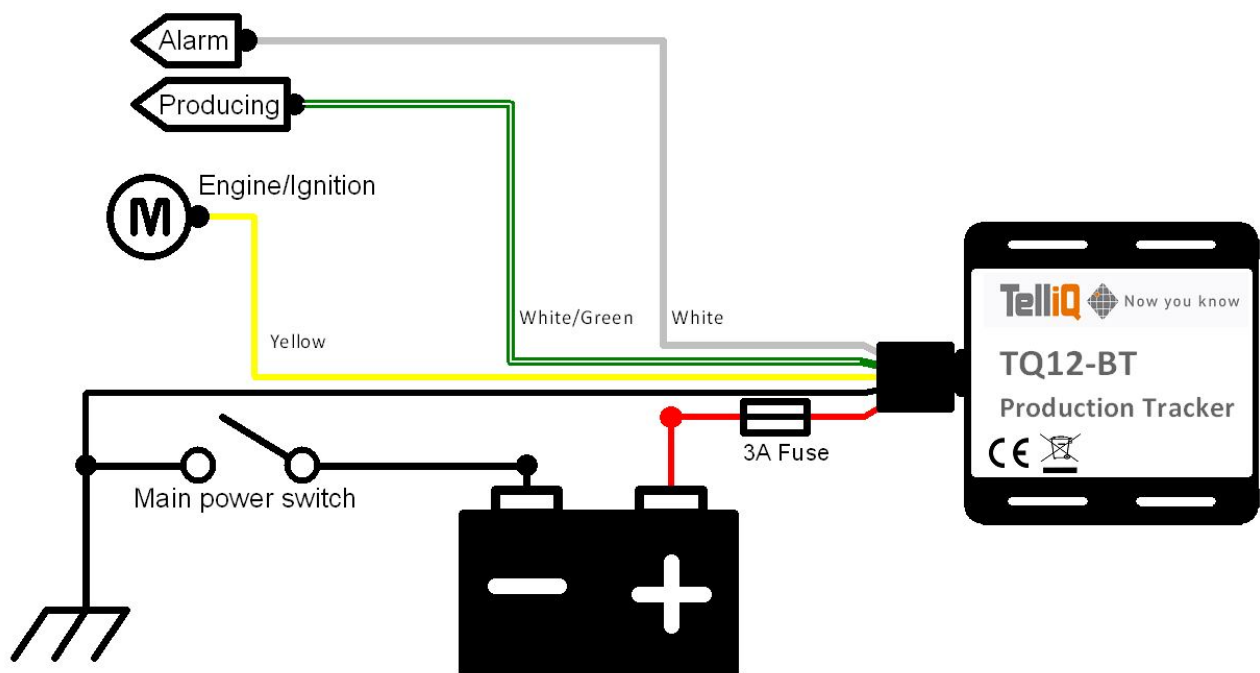 Alarm
Producing
Engine/Ignition
M
White/Green
White
Yellow
TelliQ Now you know
TQ12-BT
Production Tracker
CE
3A Fuse
Main power switch